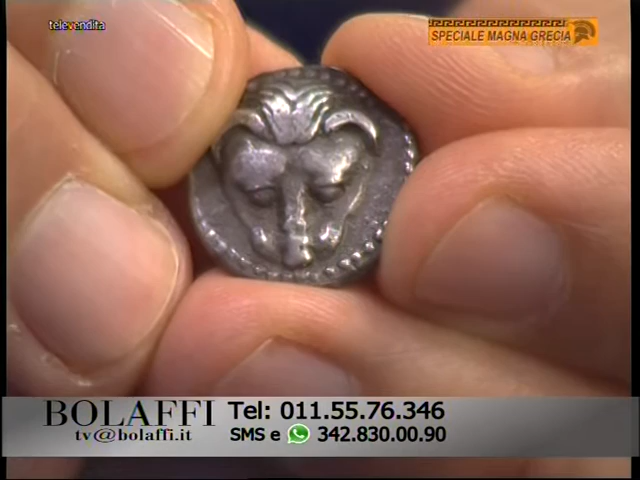 televendita
SPECIALE MAGNA GRECIA
BOLAFFI
tv@bolaffi.it
Tel: 011.55.76.346
SMS e 342.830.00.90